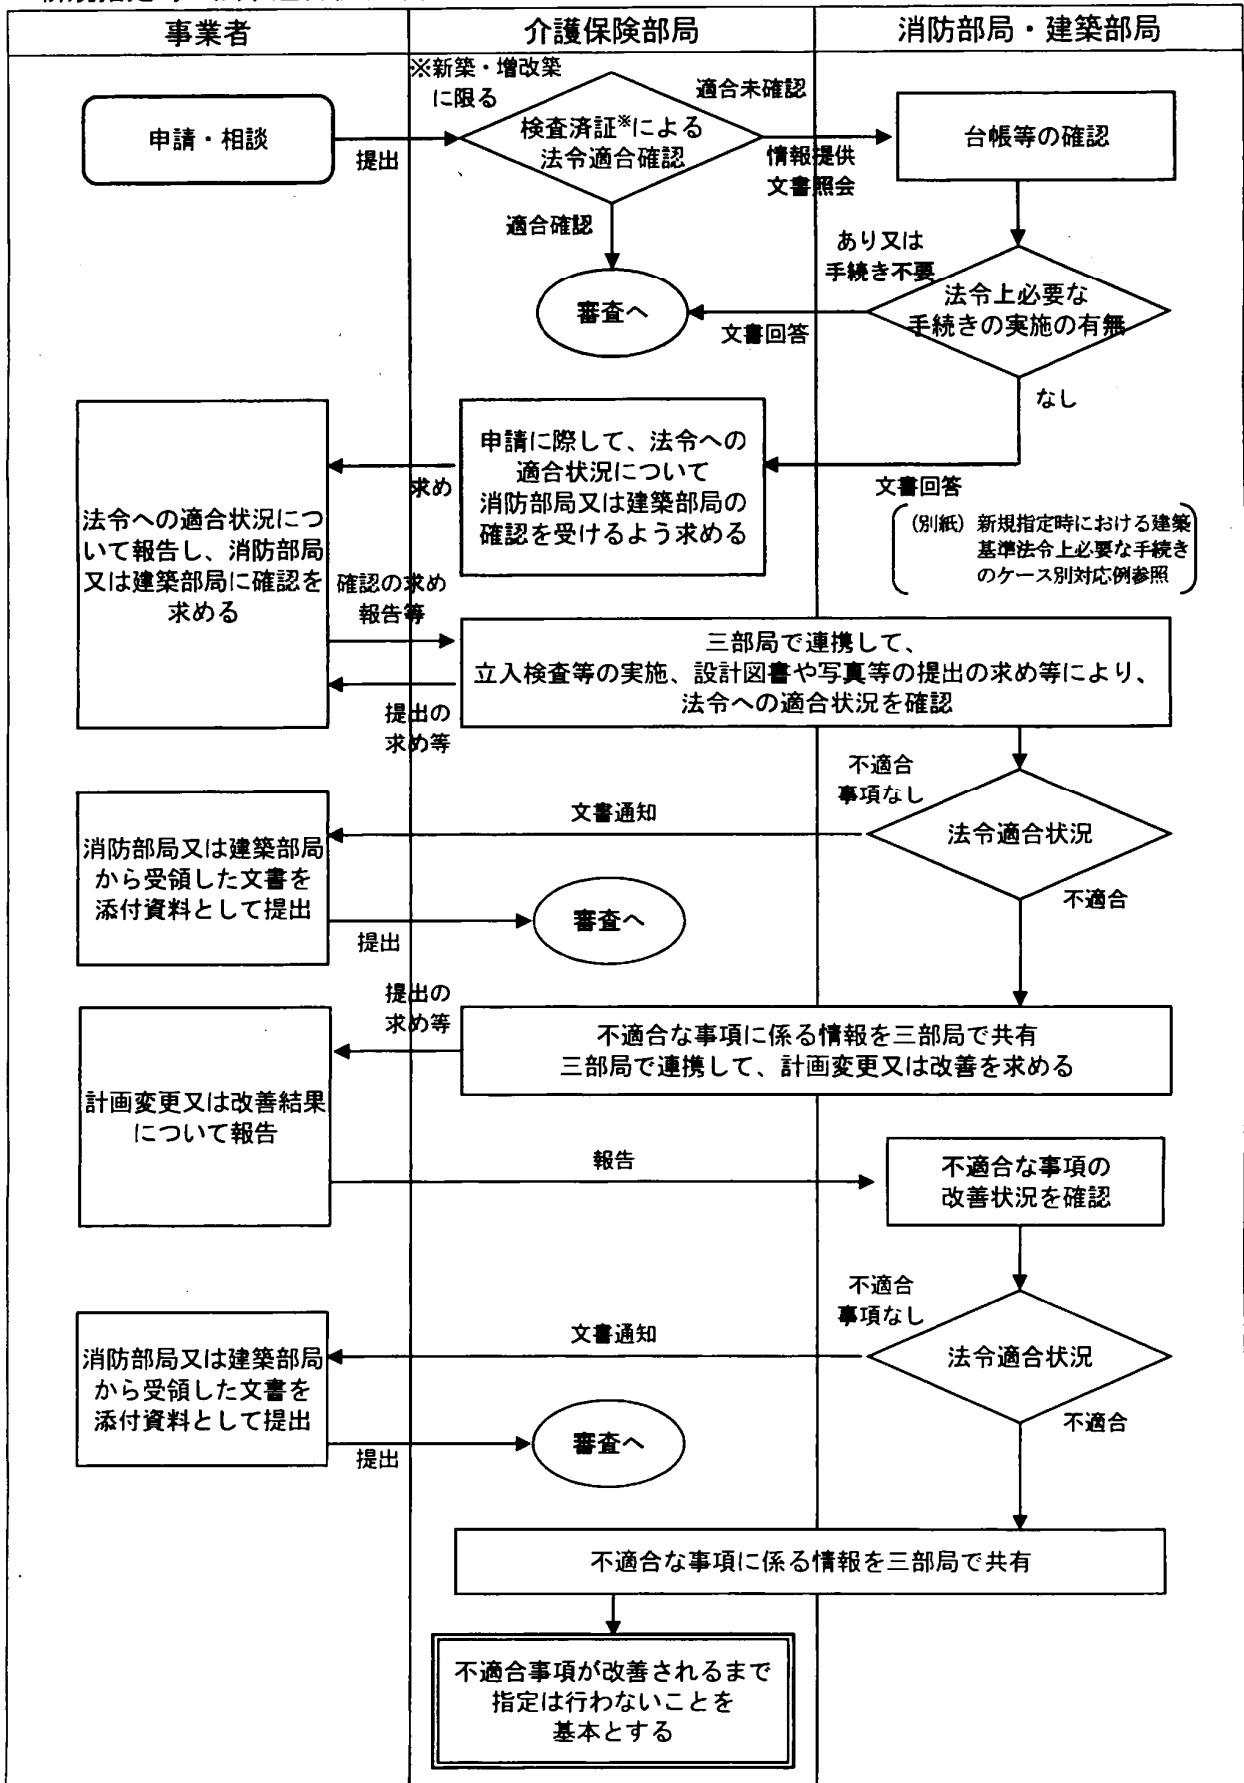 事業者
介護保険部局
消防部局・建築部局
※新築・増改築
に限る
適合未確認
申請・相談
提出
検査済証※による
法令適合確認
情報提供
文書照会
台帳等の確認
適合確認
あり又は
手続き不要
審査へ
文書回答
法令上必要な
手続きの実施の有無
なし
文書回答
(別紙) 新規指定時における建築
基準法令上必要な手続き
のケース別対応例参照
申請に際して、法令への
適合状況について
消防部局又は建築部局の
確認を受けるよう求める
求め
法令への適合状況につ
いて報告し、消防部局
又は建築部局に確認を
求める
確認の求め
報告等
三部局で連携して、
立入検査等の実施、設計図書や写真等の提出の求め等により、
法令への適合状況を確認
提出の
求め等
不適合
事項なし
法令適合状況
文書通知
不適合
消防部局又は建築部局
から受領した文書を
添付資料として提出
提出
審査へ
提出の
求め等
不適合な事項に係る情報を三部局で共有
三部局で連携して、計画変更又は改善を求める
計画変更又は改善結果
について報告
報告
不適合な事項の
改善状況を確認
不適合
事項なし
法令適合状況
文書通知
不適合
消防部局又は建築部局
から受領した文書を
添付資料として提出
提出
審査へ
不適合な事項に係る情報を三部局で共有
不適合事項が改善されるまで
指定は行わないことを
基本とする